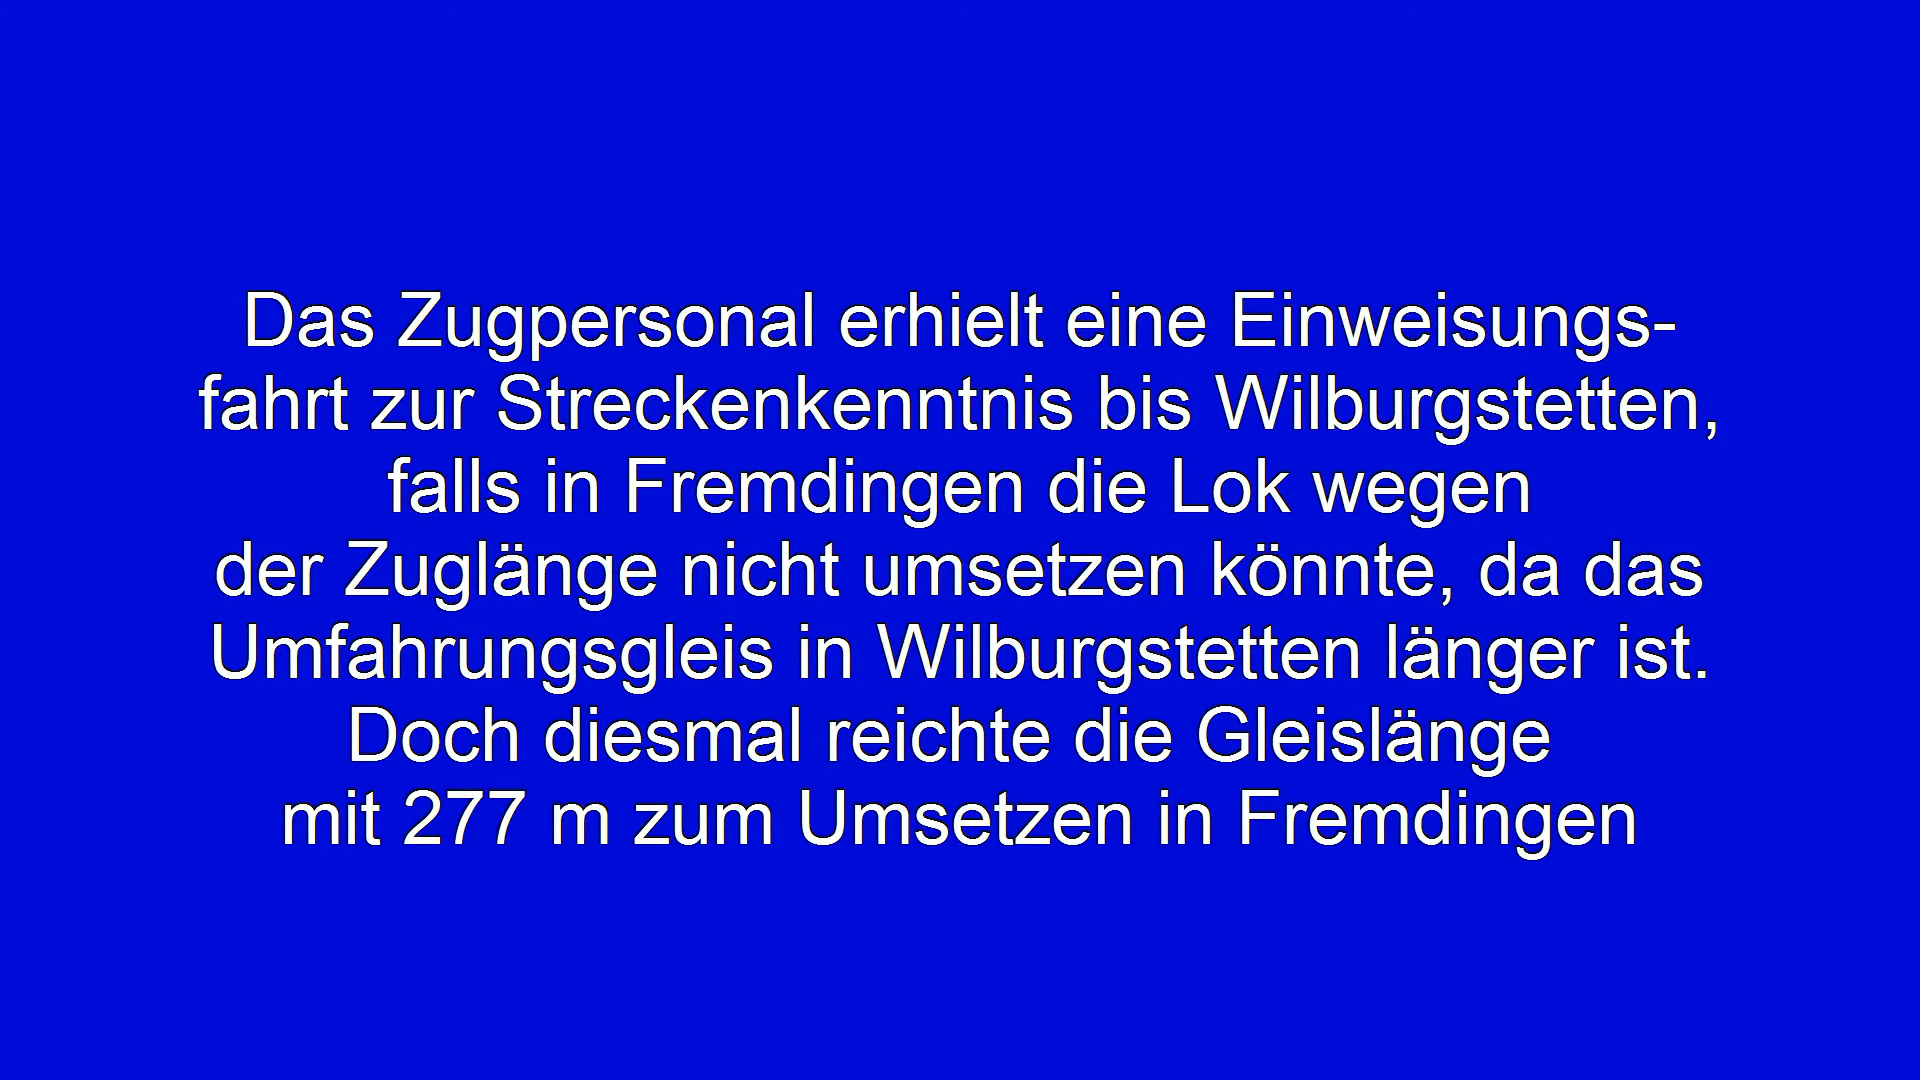 Das Zugpersonal erhielt eine Einweisungs-
fahrt zur Streckenkenntnis bis Wilburgstetten,
falls in Fremdingen die Lok wegen
der Zuglänge nicht umsetzen könnte, da das
Umfahrungsgleis in Wilburgstetten länger ist.
Doch diesmal reichte die Gleislänge
mit 277 m zum Umsetzen in Fremdingen